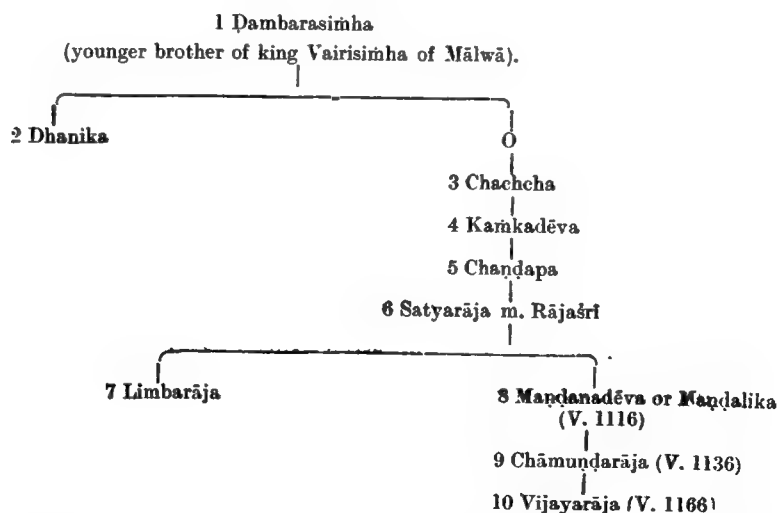 1 Ḍambarasiṁha
(younger brother of king Vairisiṁha of Mālwā).
2 Dhanika
O
3 Chachcha
4 Kaṁkadēva
5 Chaṇḍapa
6 Satyarāja m. Rājaśrī
7 Limbarāja
8 Maṇḍanadēva or Maṇḍalika
(V. 1116)
9 Chāmuṇḍarāja (V. 1136)
10 Vijayarāja (V. 1166)